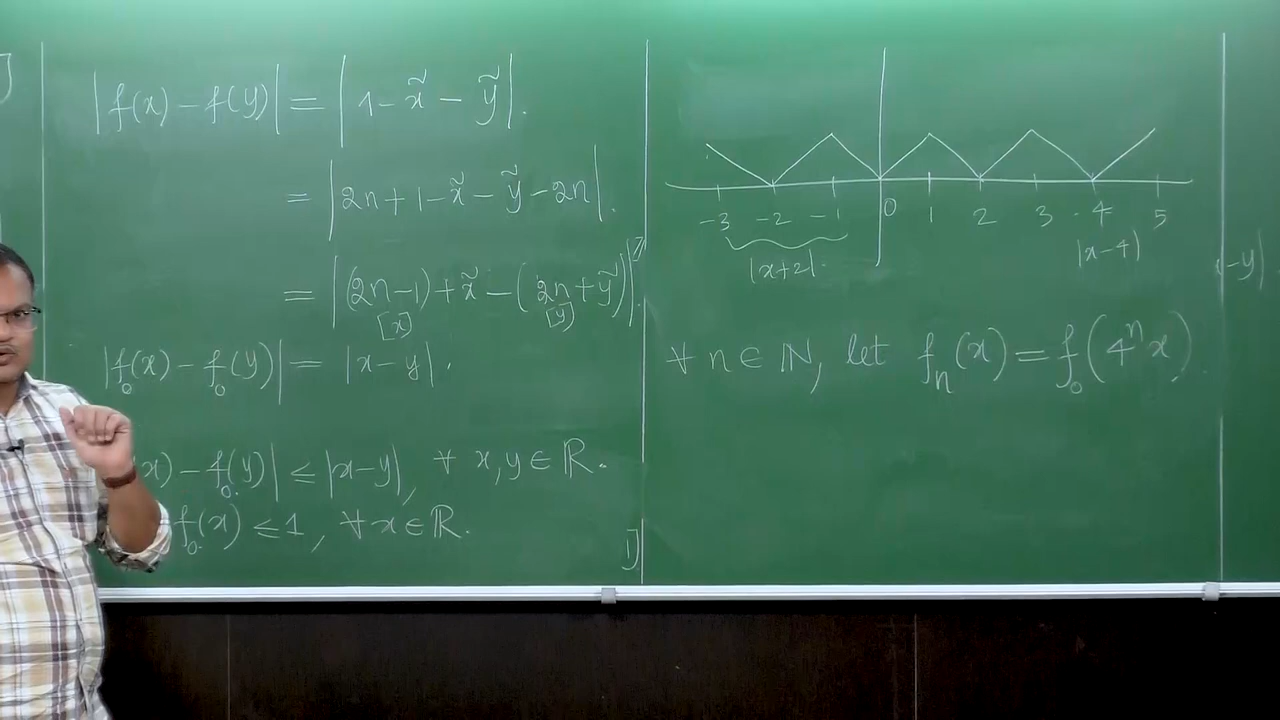 |f(x) - f(y)| = |1 - x̃ - ỹ|.
= |2n + 1 - x̃ - ỹ - 2n|.
= |(2n - 1) + x̃ - (2n + ỹ)|.
[x] [y]
|f₀(x) - f₀(y)| = |x - y|.
x) - f₀(y)| ≤ |x - y|, ∀ x, y ∈ ℝ.
f₀(x) ≤ 1, ∀ x ∈ ℝ.
-3 -2 -1 0 1 2 3 4 5
|x+2|. |x-4|
∀ n ∈ ℕ, let fₙ(x) = f₀(4ⁿx).
-y|